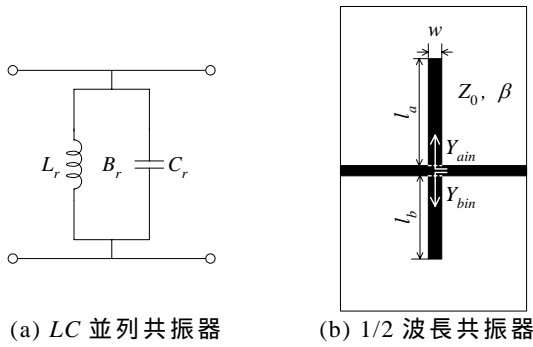 w
l_a
Z_0, β
L_r B_r C_r
Y_ain
Y_bin
l_b
(a) LC 並列共振器
(b) 1/2 波長共振器